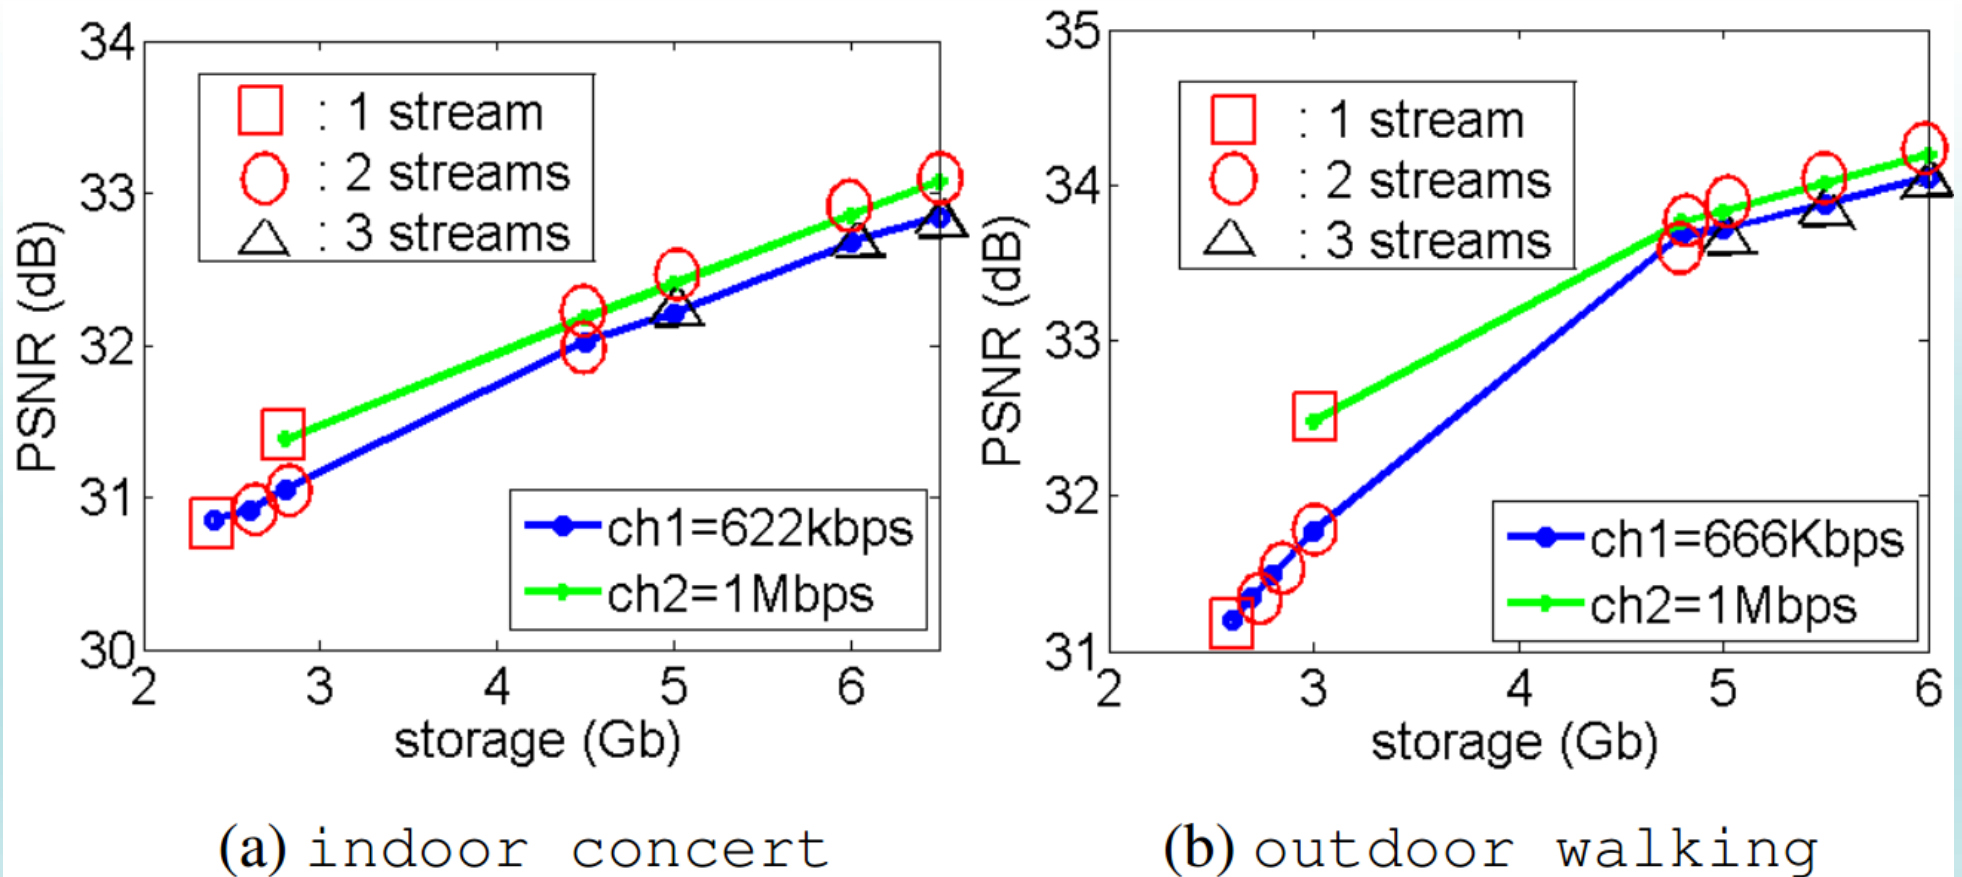 34
33
32
31
30
2
3
4
5
6
PSNR (dB)
storage (Gb)
: 1 stream
: 2 streams
: 3 streams
ch1=622kbps
ch2=1Mbps
(a) indoor concert
35
34
33
32
31
2
3
4
5
6
PSNR (dB)
storage (Gb)
: 1 stream
: 2 streams
: 3 streams
ch1=666Kbps
ch2=1Mbps
(b) outdoor walking